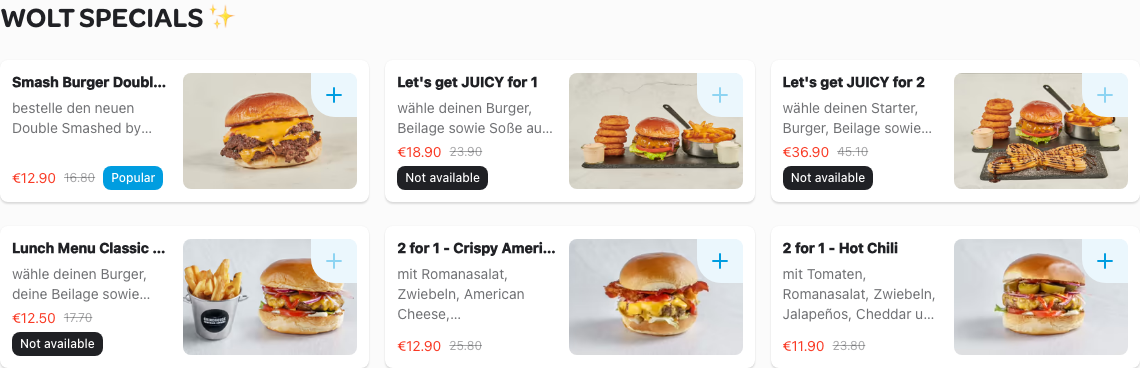 WOLT SPECIALS ✨
Smash Burger Doubl...
bestelle den neuen
Double Smashed by...
€12.90 16.80 Popular
Let's get JUICY for 1
wähle deinen Burger,
Beilage sowie Soße au...
€18.90 23.90
Not available
Let's get JUICY for 2
wähle deinen Starter,
Burger, Beilage sowie...
€36.90 45.10
Not available
Lunch Menu Classic ...
wähle deinen Burger,
deine Beilage sowie...
€12.50 17.70
Not available
2 for 1 - Crispy Ameri...
mit Romanasalat,
Zwiebeln, American
Cheese,...
€12.90 25.80
2 for 1 - Hot Chili
mit Tomaten,
Romanasalat, Zwiebeln,
Jalapeños, Cheddar u...
€11.90 23.80